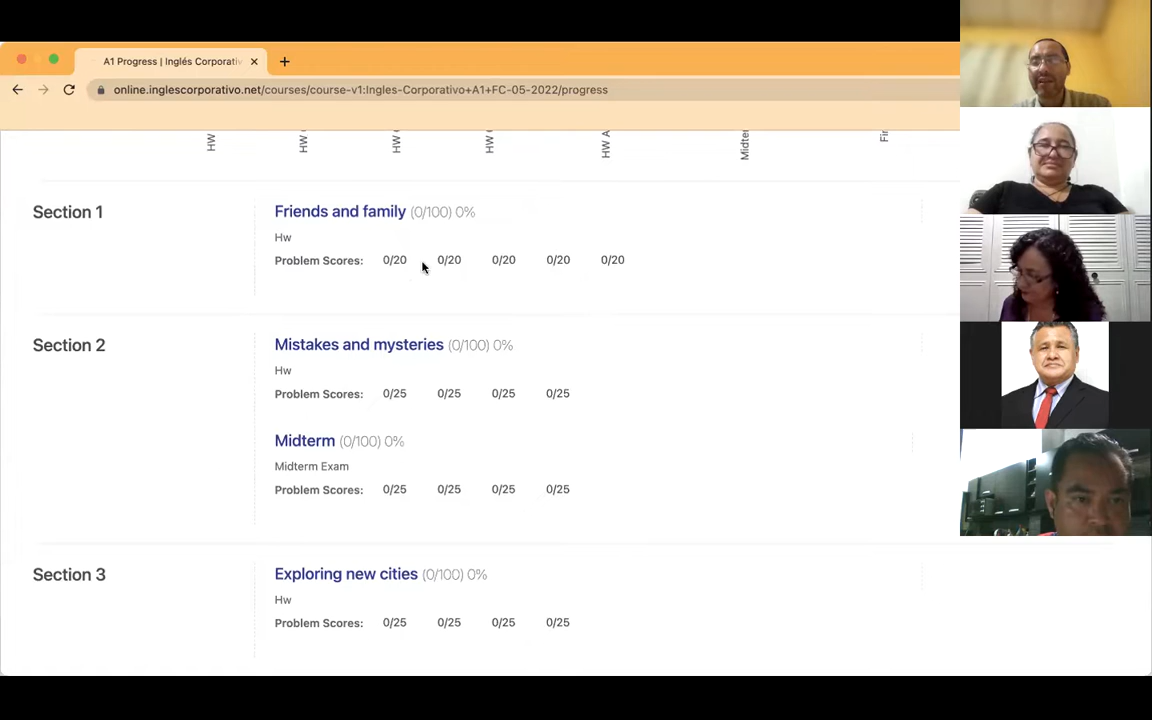 A1 Progress | Inglés Corporativ
online.inglescorporativo.net/courses/course-v1:Ingles-Corporativo+A1+FC-05-2022/progress
HW
HW
HW
HW
HW A
Midter
Fi
Section 1
Friends and family (0/100) 0%
Hw
Problem Scores: 0/20 0/20 0/20 0/20 0/20
Section 2
Mistakes and mysteries (0/100) 0%
Hw
Problem Scores: 0/25 0/25 0/25 0/25
Midterm (0/100) 0%
Midterm Exam
Problem Scores: 0/25 0/25 0/25 0/25
Section 3
Exploring new cities (0/100) 0%
Hw
Problem Scores: 0/25 0/25 0/25 0/25